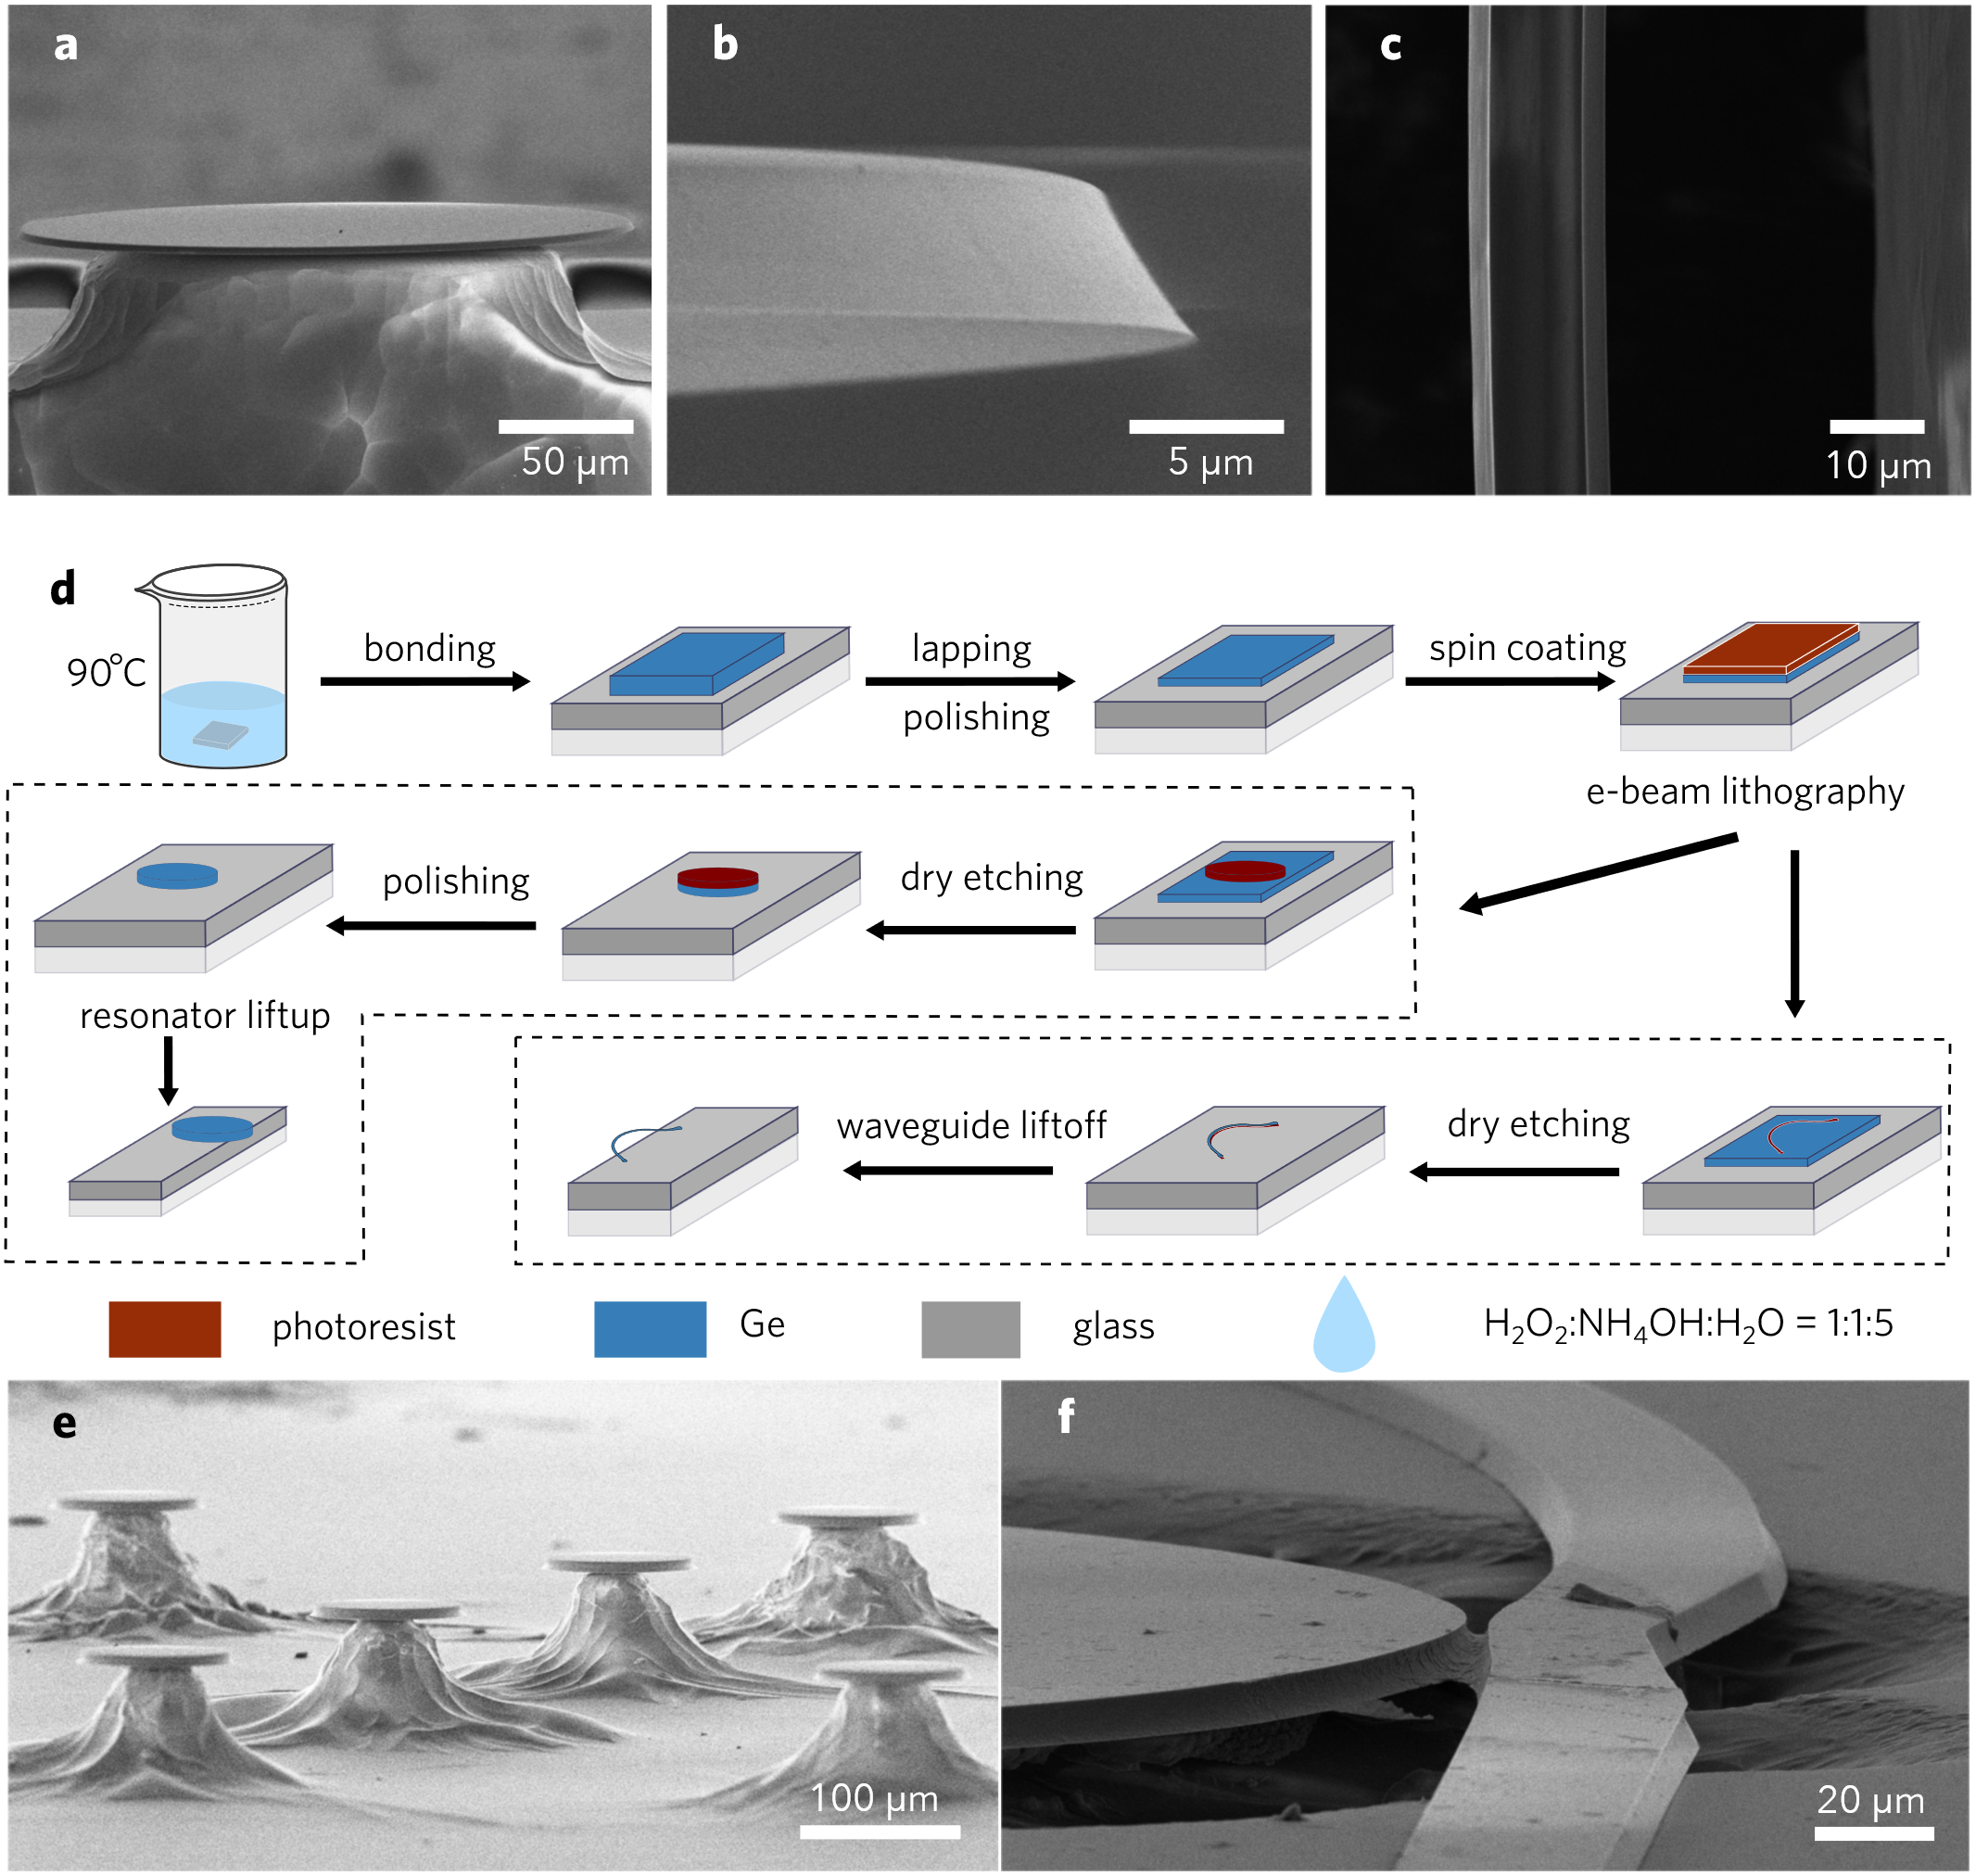 a
50 µm
b
5 µm
c
10 µm
d
90°C
bonding
lapping
polishing
spin coating
e-beam lithography
dry etching
polishing
resonator liftup
dry etching
waveguide liftoff
photoresist
Ge
glass
H₂O₂:NH₄OH:H₂O = 1:1:5
e
100 µm
f
20 µm